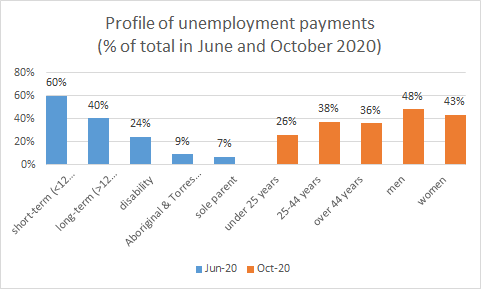 Profile of unemployment payments
(% of total in June and October 2020)
80%
60%
40%
20%
0%
60%
40%
24%
9%
7%
26%
38%
36%
48%
43%
short-term (<12...
long-term (>12...
disability
Aboriginal & Torres...
sole parent
under 25 years
25-44 years
over 44 years
men
women
Jun-20
Oct-20